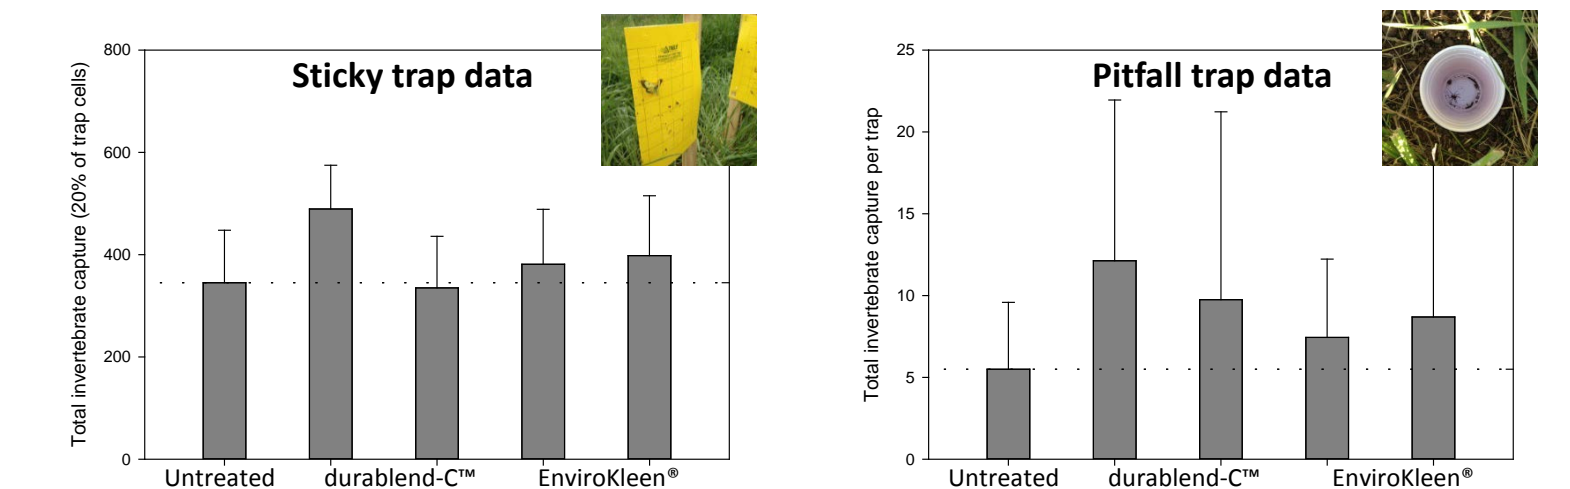 Sticky trap data
Total invertebrate capture (20% of trap cells)
800
600
400
200
0
Untreated
durablend-C™
EnviroKleen®
Pitfall trap data
Total invertebrate capture per trap
25
20
15
10
5
0
Untreated
durablend-C™
EnviroKleen®